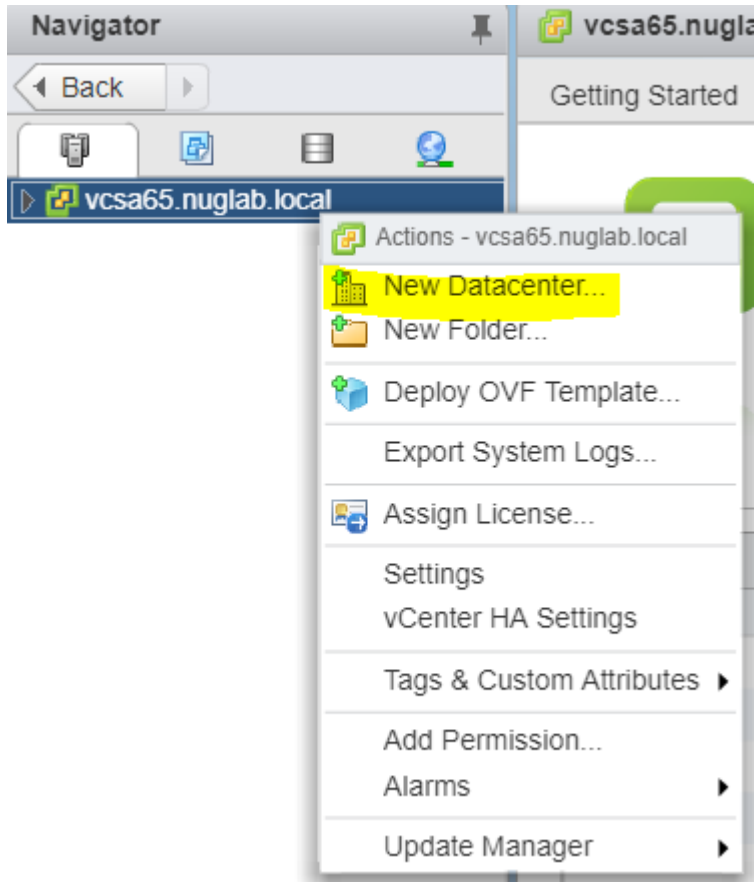 Navigator
vcsa65.nugla
Back
Getting Started
vcsa65.nuglab.local
Actions - vcsa65.nuglab.local
New Datacenter...
New Folder...
Deploy OVF Template...
Export System Logs...
Assign License...
Settings
vCenter HA Settings
Tags & Custom Attributes
Add Permission...
Alarms
Update Manager